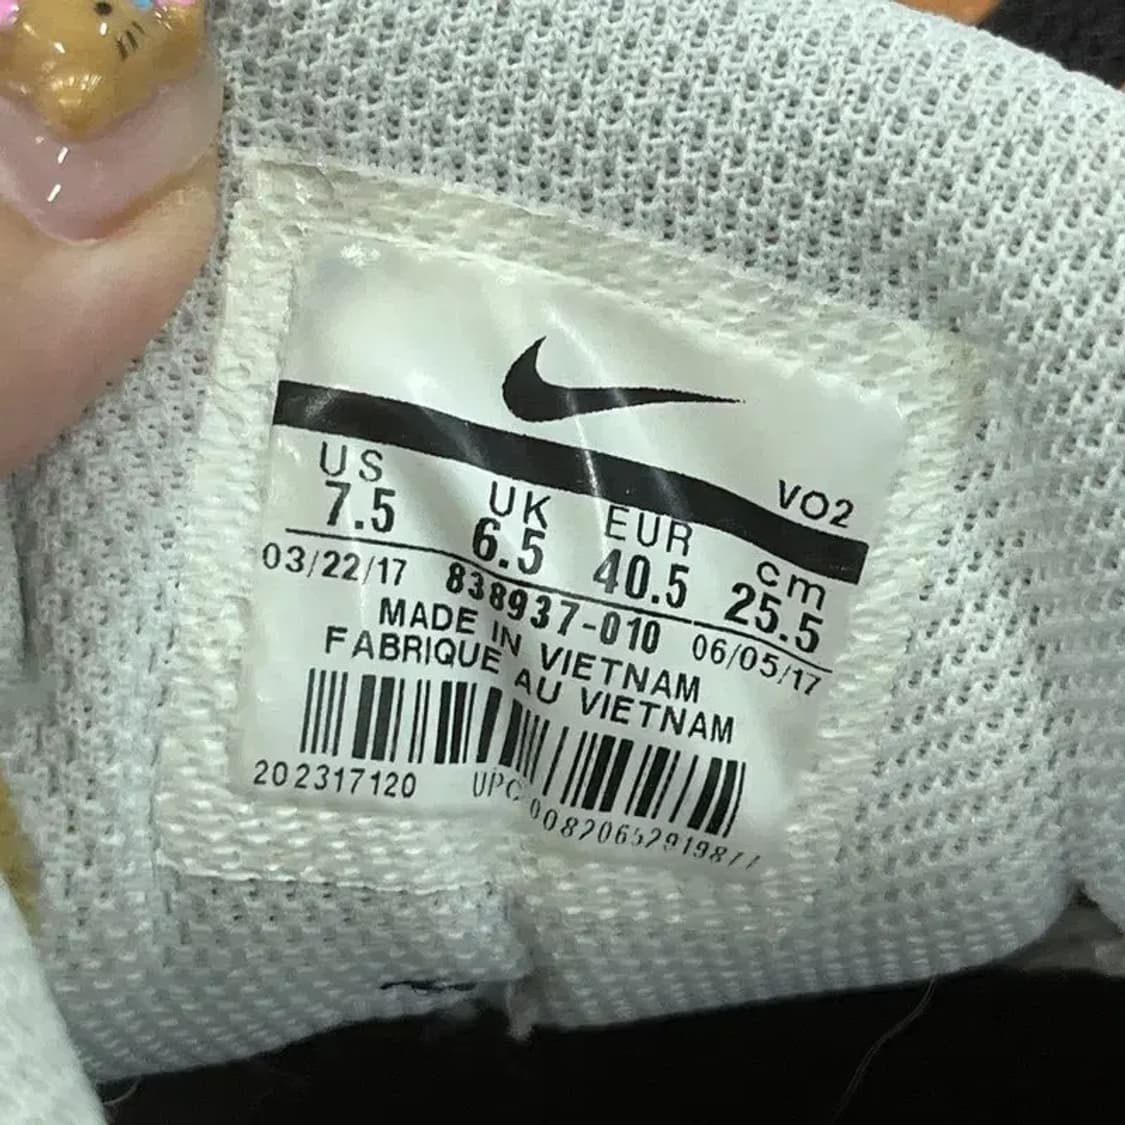 VO2
US UK EUR cm
7.5 6.5 40.5 25.5
03/22/17 838937-010 06/05/17
MADE IN VIETNAM
FABRIQUE AU VIETNAM
202317120 UPC